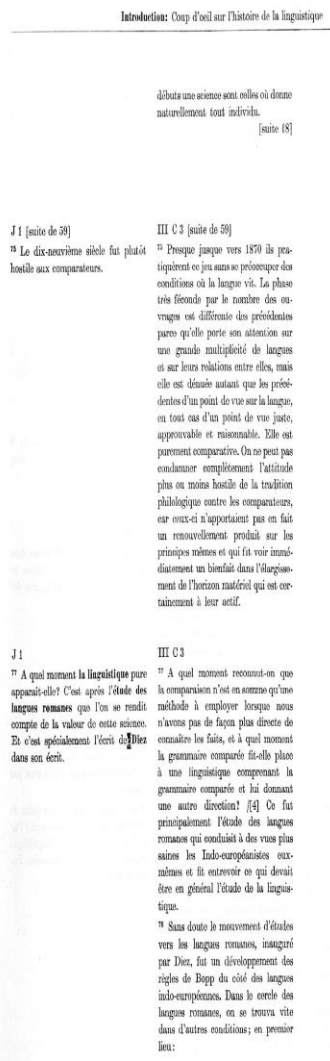 Introduction: Coup d'oeil sur l'histoire de la linguistique
débuts une science sont celles où donne
naturellement tout individu.
[suite 18]
J 1 [suite de 59]
75 Le dix-neuvième siècle fut plutôt
hostile aux comparateurs.
III C 3 [suite de 59]
75 Presque jusque vers 1870 ils pra-
tiquèrent ce jeu sans se préoccuper des
conditions où la langue vit. La phase
très féconde par le nombre des ou-
vrages est différente des précédentes
parce qu'elle porte son attention sur
une grande multiplicité de langues
et sur leurs relations entre elles, mais
elle est dénuée autant que les précé-
dentes d'un point de vue sur la langue,
en tout cas d'un point de vue juste,
approuvable et raisonnable. Elle est
purement comparative. On ne peut pas
condamner complètement l'attitude
plus ou moins hostile de la tradition
philologique contre les comparateurs,
car ceux-ci n'apportaient pas en fait
un renouvellement produit sur les
principes mêmes et qui fit voir immé-
diatement un bienfait dans l'élargisse-
ment de l'horizon matériel qui est cer-
tainement à leur actif.
J 1
77 A quel moment la linguistique pure
apparaît-elle? C'est après l'étude des
langues romanes que l'on se rendit
compte de la valeur de cette science.
Et c'est spécialement l'écrit de Diez
dans son écrit.
III C 3
77 A quel moment reconnut-on que
la comparaison n'est en somme qu'une
méthode à employer lorsque nous
n'avons pas de façon plus directe de
connaître les faits, et à quel moment
la grammaire comparée fit-elle place
à une linguistique comprenant la
grammaire comparée et lui donnant
une autre direction? /[4] Ce fut
principalement l'étude des langues
romanes qui conduisit à des vues plus
saines les Indo-européanistes eux-
mêmes et fit entrevoir ce qui devait
être en général l'étude de la linguis-
tique.
78 Sans doute le mouvement d'études
vers les langues romanes, inauguré
par Diez, fut un développement des
règles de Bopp du côté des langues
indo-européennes. Dans le cercle des
langues romanes, on se trouva vite
dans d'autres conditions; en premier
lieu: